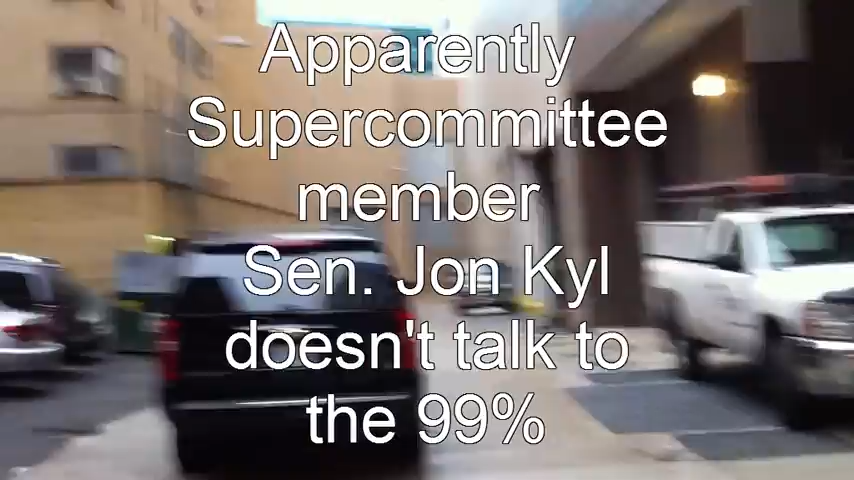 Apparently
Supercommittee
member
Sen. Jon Kyl
doesn't talk to
the 99%